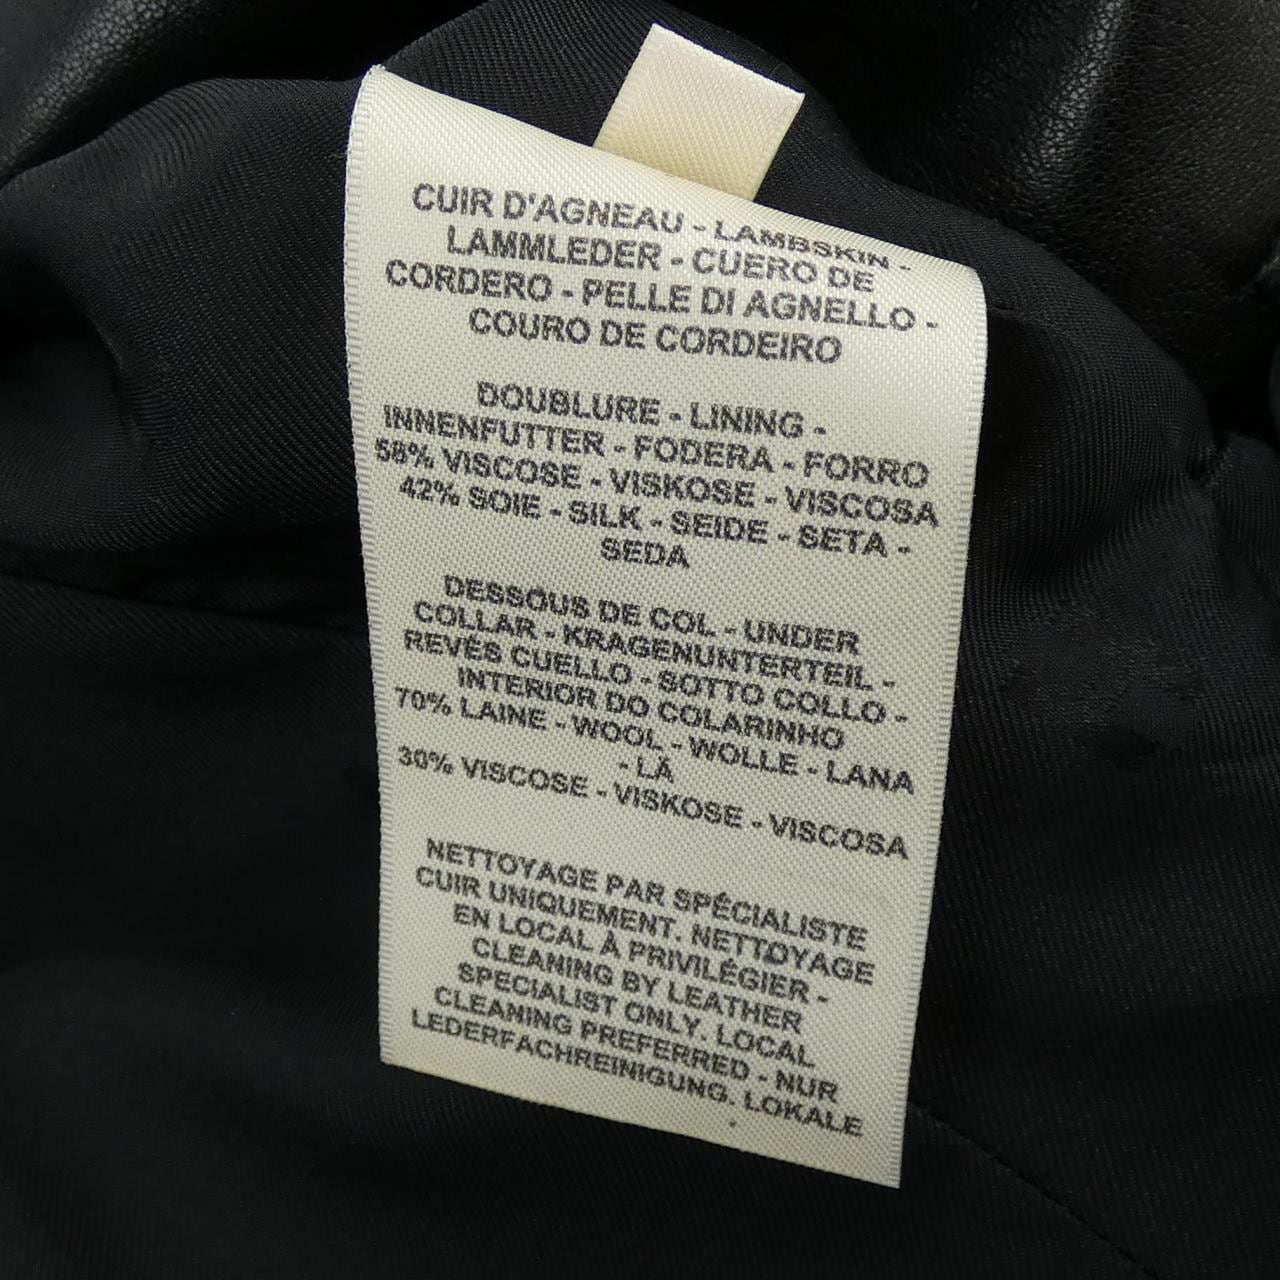 CUIR D'AGNEAU - LAMBSKIN -
LAMMLEDER - CUERO DE
CORDERO - PELLE DI AGNELLO -
COURO DE CORDEIRO
DOUBLURE - LINING -
INNENFUTTER - FODERA - FORRO
58% VISCOSE - VISKOSE - VISCOSA
42% SOIE - SILK - SEIDE - SETA -
SEDA
DESSOUS DE COL - UNDER
COLLAR - KRAGENUNTERTEIL -
REVÉS CUELLO - SOTTO COLLO -
INTERIOR DO COLARINHO
70% LAINE - WOOL - WOLLE - LANA
- LÃ
30% VISCOSE - VISKOSE - VISCOSA
NETTOYAGE PAR SPÉCIALISTE
CUIR UNIQUEMENT. NETTOYAGE
EN LOCAL À PRIVILÉGIER -
CLEANING BY LEATHER
SPECIALIST ONLY. LOCAL
CLEANING PREFERRED - NUR
LEDERFACHREINIGUNG. LOKALE